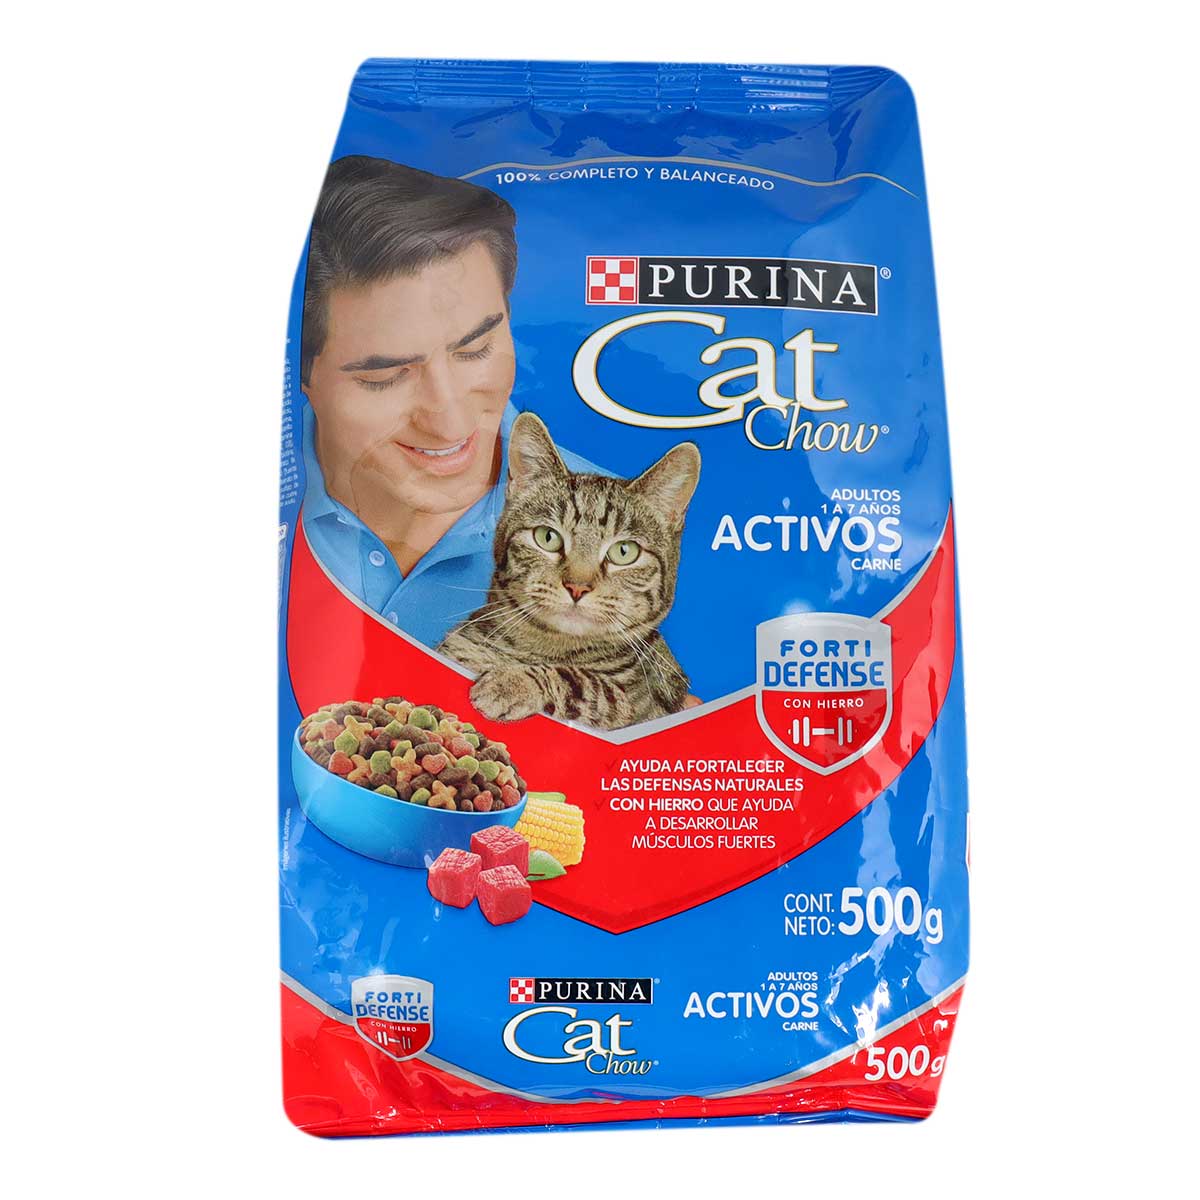 100% COMPLETO Y BALANCEADO
PURINA®
Cat
Chow®
ADULTOS
1 A 7 AÑOS
ACTIVOS
CARNE
FORTI
DEFENSE
CON HIERRO
AYUDA A FORTALECER
LAS DEFENSAS NATURALES
CON HIERRO QUE AYUDA
A DESARROLLAR
MÚSCULOS FUERTES
CONT.
NETO: 500g
Imágenes ilustrativas
FORTI
DEFENSE
CON HIERRO
PURINA
Cat
Chow®
ADULTOS
1 A 7 AÑOS
ACTIVOS
CARNE
500g